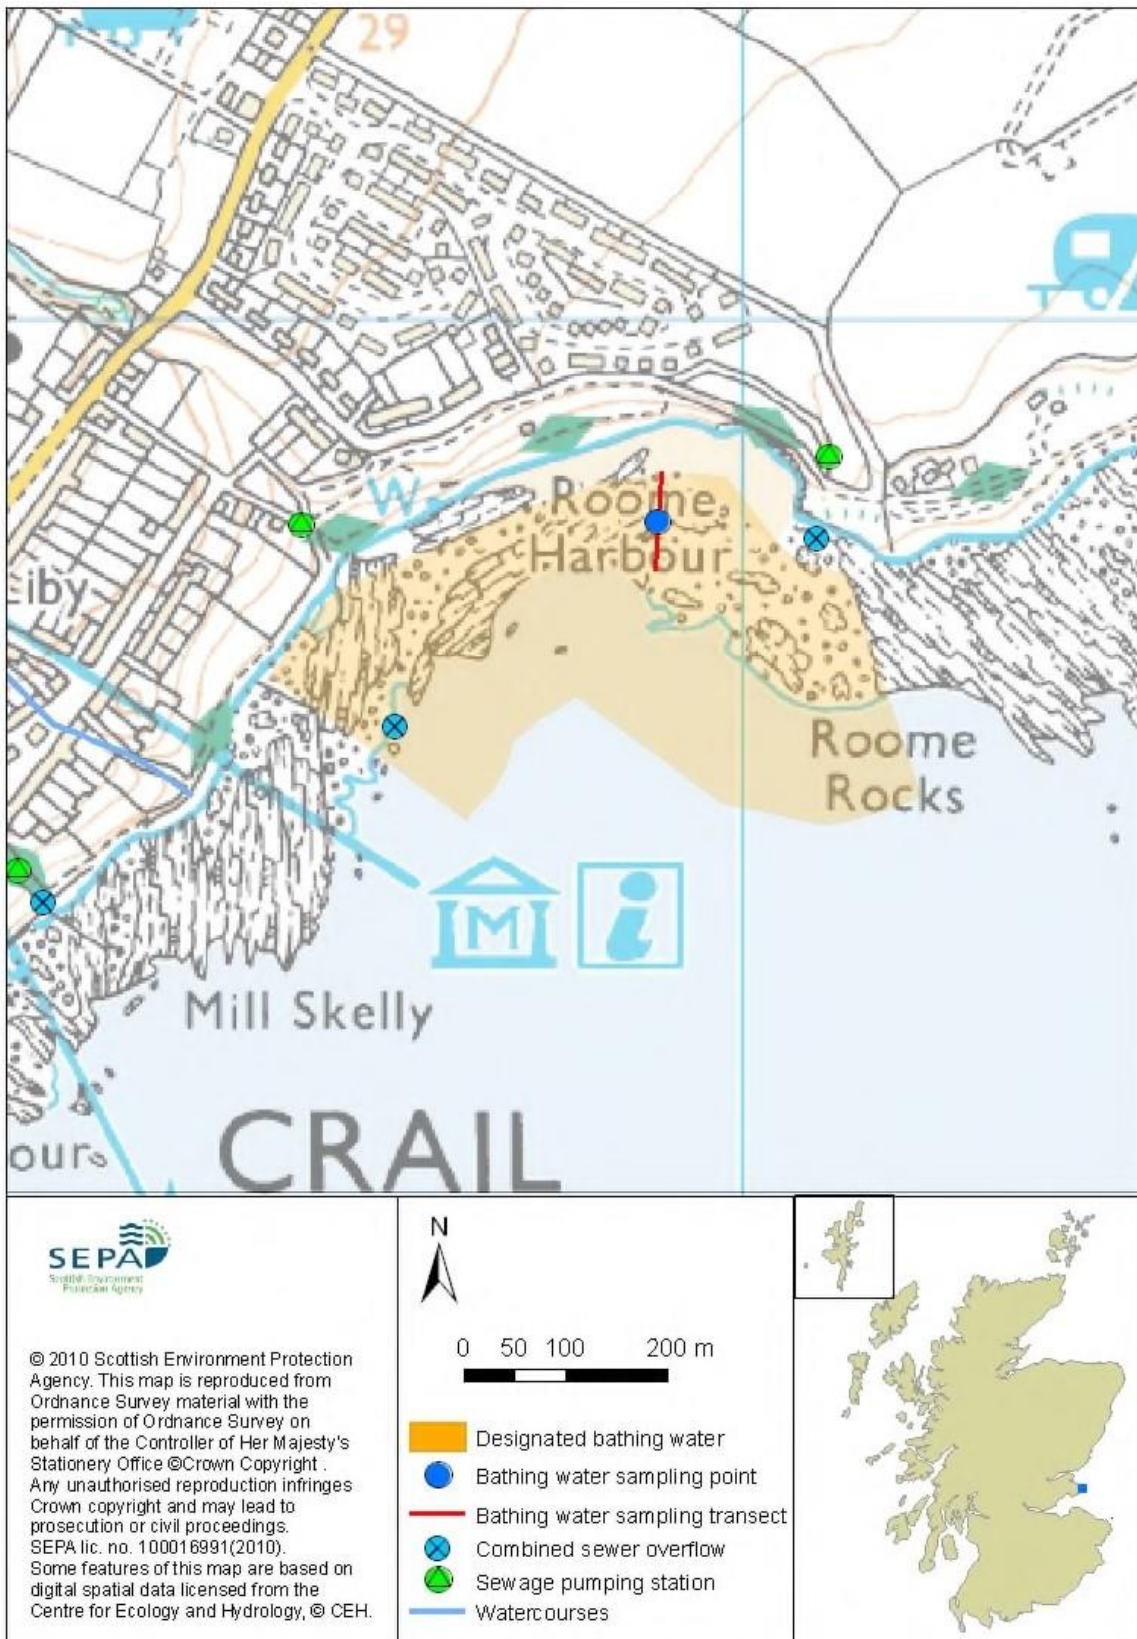 29
W
Roome
Harbour
iby
Roome
Rocks
M
i
Mill Skelly
CRAIL
our
SEPA
Scottish Environment
Protection Agency
© 2010 Scottish Environment Protection
Agency. This map is reproduced from
Ordnance Survey material with the
permission of Ordnance Survey on
behalf of the Controller of Her Majesty's
Stationery Office ©Crown Copyright .
Any unauthorised reproduction infringes
Crown copyright and may lead to
prosecution or civil proceedings.
SEPA lic. no. 100016991(2010).
Some features of this map are based on
digital spatial data licensed from the
Centre for Ecology and Hydrology, © CEH.
N
0 50 100 200 m
Designated bathing water
Bathing water sampling point
Bathing water sampling transect
Combined sewer overflow
Sewage pumping station
Watercourses